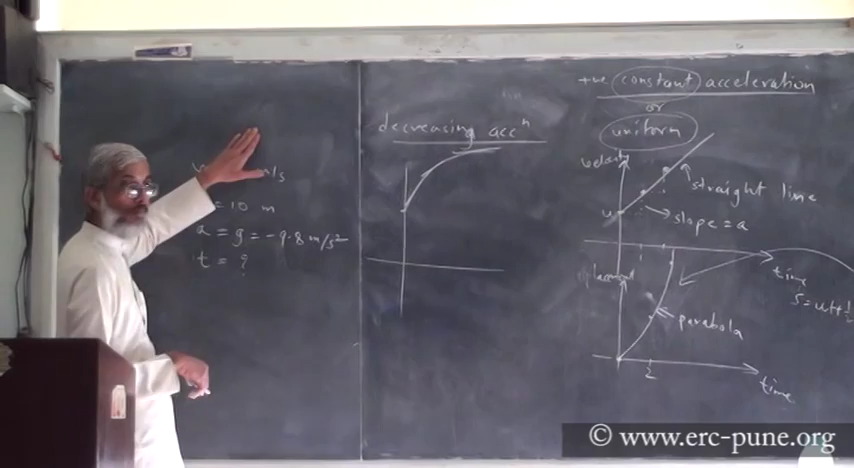 m/s
= 10 m
a = g = -9.8 m/s²
t = ?
decreasing accⁿ
+ve constant acceleration
or
uniform
velocity
straight line
u
slope = a
time
placement
S = ut + 1/2
parabola
time
© www.erc-pune.org